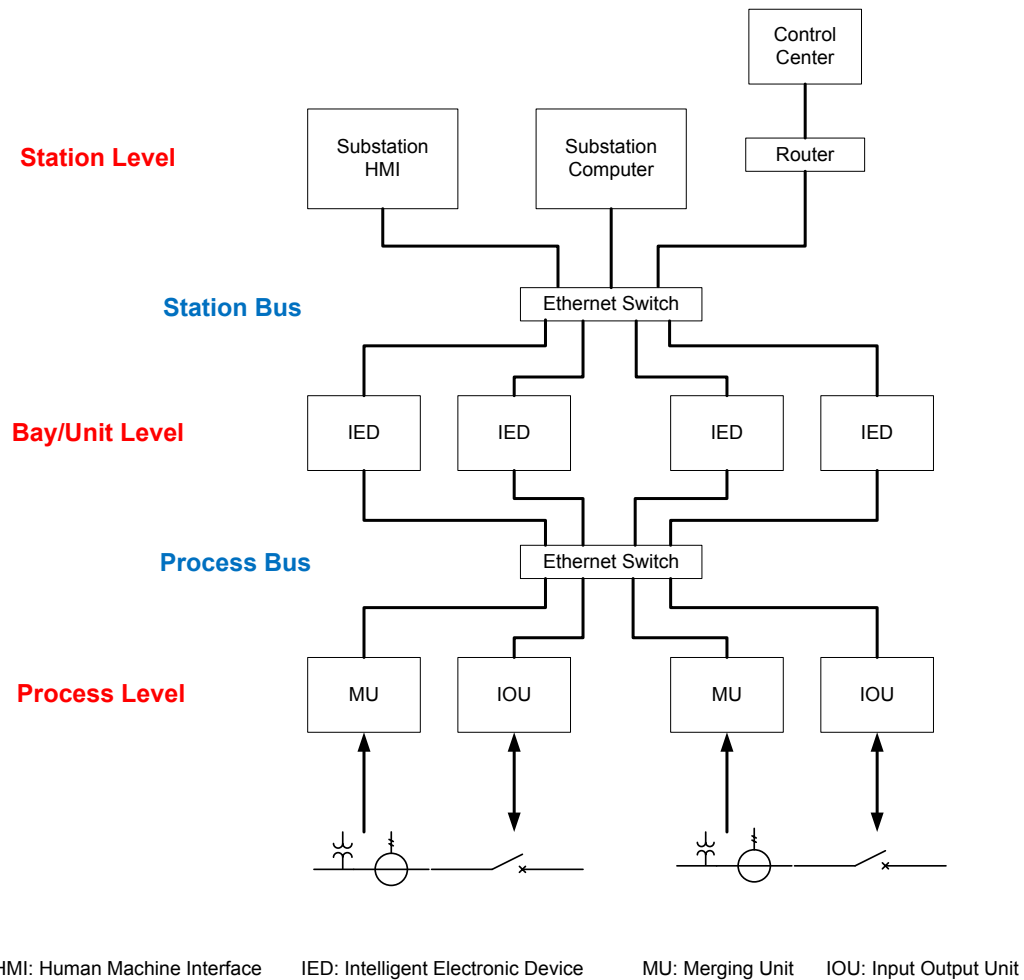 Control
Center
Station Level
Substation
HMI
Substation
Computer
Router
Station Bus
Ethernet Switch
Bay/Unit Level
IED
IED
IED
IED
Process Bus
Ethernet Switch
Process Level
MU
IOU
MU
IOU
HMI: Human Machine Interface IED: Intelligent Electronic Device MU: Merging Unit IOU: Input Output Unit